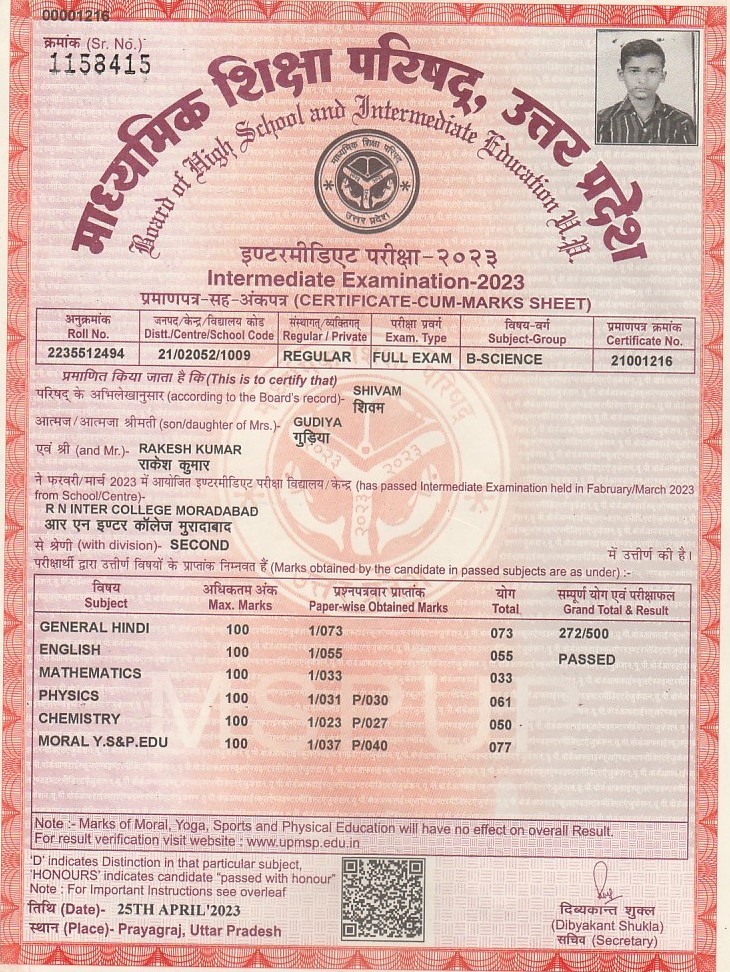 00001216
क्रमांक (Sr. No.)
1158415
माध्यमिक शिक्षा परिषद्, उत्तर प्रदेश
Board of High School and Intermediate Education U.P.
माध्यमिक शिक्षा परिषद
उत्तर प्रदेश
इण्टरमीडिएट परीक्षा-२०२३
Intermediate Examination-2023
प्रमाणपत्र-सह-अंकपत्र (CERTIFICATE-CUM-MARKS SHEET)
अनुक्रमांक जनपद/केन्द्र/विद्यालय कोड संस्थागत/व्यक्तिगत परीक्षा प्रवर्ग विषय-वर्ग प्रमाणपत्र क्रमांक
Roll No. Distt./Centre/School Code Regular / Private Exam. Type Subject-Group Certificate No.
2235512494 21/02052/1009 REGULAR FULL EXAM B-SCIENCE 21001216
प्रमाणित किया जाता है कि (This is to certify that)
परिषद् के अभिलेखानुसार (according to the Board's record)- SHIVAM
शिवम
आत्मज/आत्मजा श्रीमती (son/daughter of Mrs.)- GUDIYA
गुड़िया
एवं श्री (and Mr.)- RAKESH KUMAR
राकेश कुमार
ने फरवरी/मार्च 2023 में आयोजित इण्टरमीडिएट परीक्षा विद्यालय/केन्द्र (has passed Intermediate Examination held in Fabruary/March 2023
from School/Centre)-
R N INTER COLLEGE MORADABAD
आर एन इण्टर कॉलेज मुरादाबाद
से श्रेणी (with division)- SECOND में उत्तीर्ण की है।
परीक्षार्थी द्वारा उत्तीर्ण विषयों के प्राप्तांक निम्नवत हैं (Marks obtained by the candidate in passed subjects are as under) :-
विषय अधिकतम अंक प्रश्नपत्रवार प्राप्तांक योग सम्पूर्ण योग एवं परीक्षाफल
Subject Max. Marks Paper-wise Obtained Marks Total Grand Total & Result
GENERAL HINDI 100 1/073 073 272/500
ENGLISH 100 1/055 055 PASSED
MATHEMATICS 100 1/033 033
PHYSICS 100 1/031 P/030 061
CHEMISTRY 100 1/023 P/027 050
MORAL Y.S&P.EDU 100 1/037 P/040 077
MSPUP
Note :- Marks of Moral, Yoga, Sports and Physical Education will have no effect on overall Result.
For result verification visit website : www.upmsp.edu.in
'D' indicates Distinction in that particular subject,
'HONOURS' indicates candidate "passed with honour"
Note : For Important Instructions see overleaf
तिथि (Date)- 25TH APRIL'2023
स्थान (Place)- Prayagraj, Uttar Pradesh
दिब्यकान्त शुक्ल
(Dibyakant Shukla)
सचिव (Secretary)